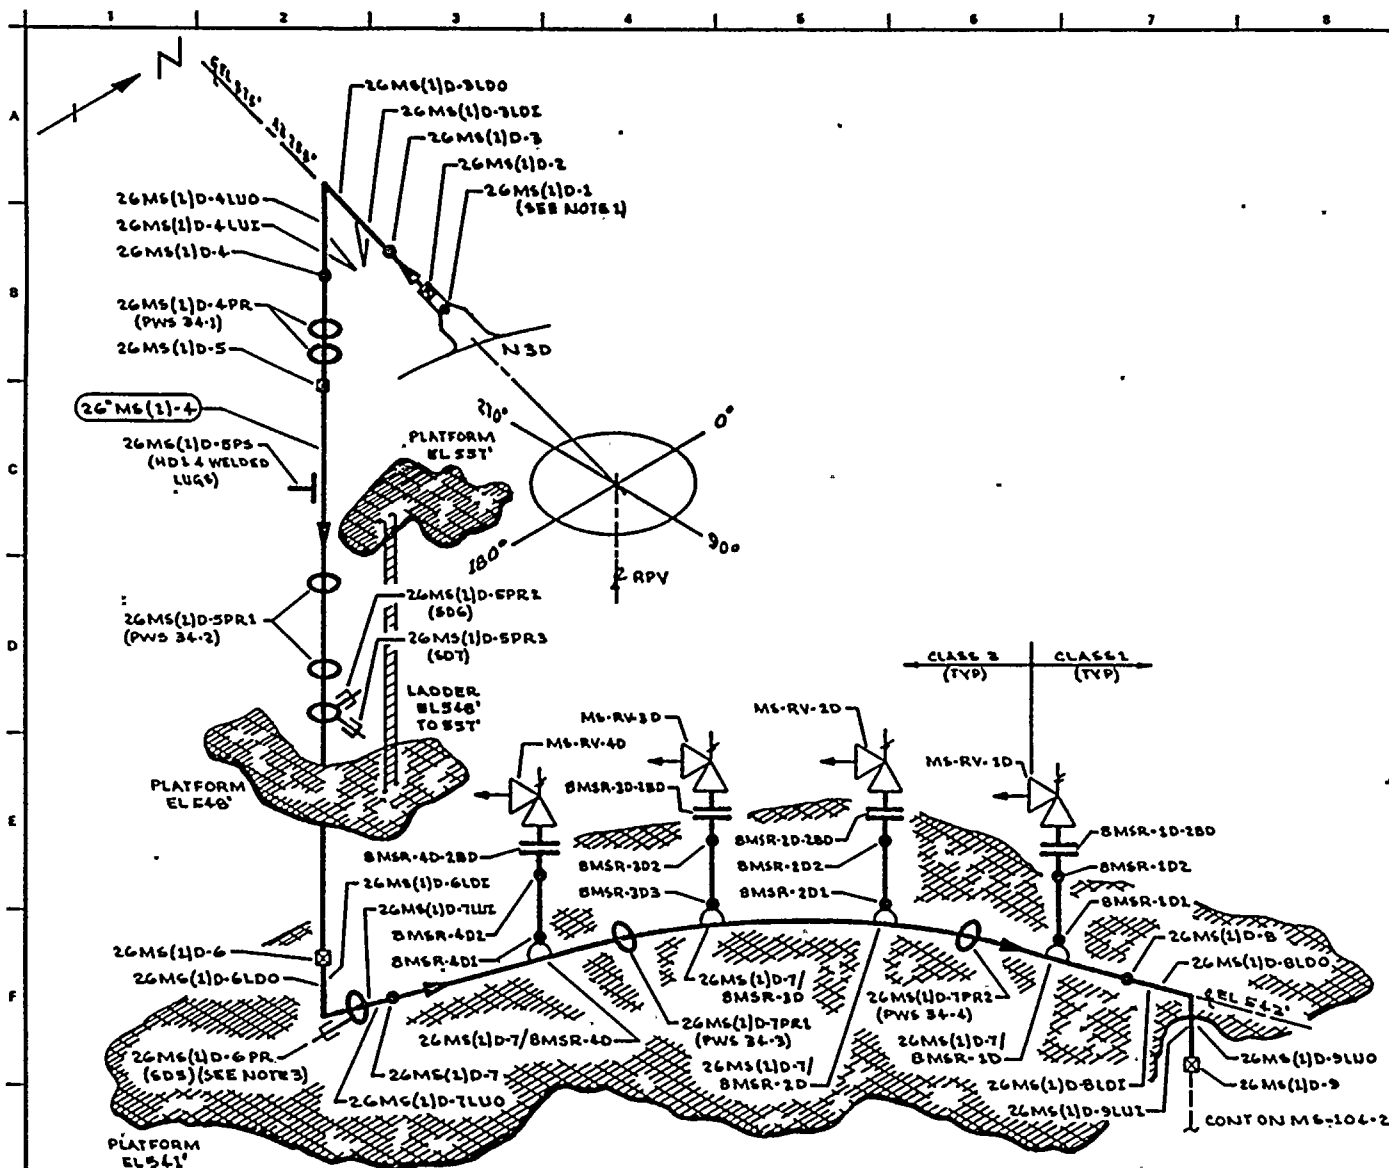 1 2 3 4 5 6 7 8
A
B
C
D
E
F
N
26MS(1)D-3LDO
26MS(1)D-3LDI
26MS(1)D-3
26MS(1)D-2
26MS(1)D-1
(SEE NOTE 1)
26MS(1)D-4LUO
26MS(1)D-4LUI
26MS(1)D-4
26MS(1)D-4PR
(PWS 34-1)
26MS(1)D-5
N3D
26"MS(1)-4
26MS(1)D-5PS
(HD1 4 WELDED
LUGS)
PLATFORM
EL 557'
270°
0°
180°
90°
RPV
26MS(1)D-5PR1
(PWS 34-2)
26MS(1)D-5PR2
(SD6)
26MS(1)D-5PR3
(SD7)
LADDER
EL 548'
TO 557'
CLASS 2
(TYP)
CLASS 1
(TYP)
PLATFORM
EL 548'
MS-RV-4D
MS-RV-3D
MS-RV-2D
MS-RV-1D
8MSR-4D-2BD
8MSR-3D-2BD
8MSR-2D-2BD
8MSR-1D-2BD
26MS(1)D-6LDI
26MS(1)D-7LUI
8MSR-4D2
8MSR-4D1
8MSR-3D2
8MSR-3D3
8MSR-2D2
8MSR-2D1
8MSR-1D2
8MSR-1D1
26MS(1)D-6
26MS(1)D-6LDO
26MS(1)D-8
26MS(1)D-8LDO
EL 542'
26MS(1)D-6PR
(SD5)(SEE NOTE 3)
26MS(1)D-7
26MS(1)D-7LUO
26MS(1)D-7/8MSR-4D
26MS(1)D-7PR1
(PWS 34-3)
26MS(1)D-7/
8MSR-3D
26MS(1)D-7/
8MSR-2D
26MS(1)D-7PR2
(PWS 34-4)
26MS(1)D-7/
8MSR-1D
26MS(1)D-8LDI
26MS(1)D-9LUI
26MS(1)D-9LUO
26MS(1)D-9
CONT ON MS-104-2
PLATFORM
EL 541'